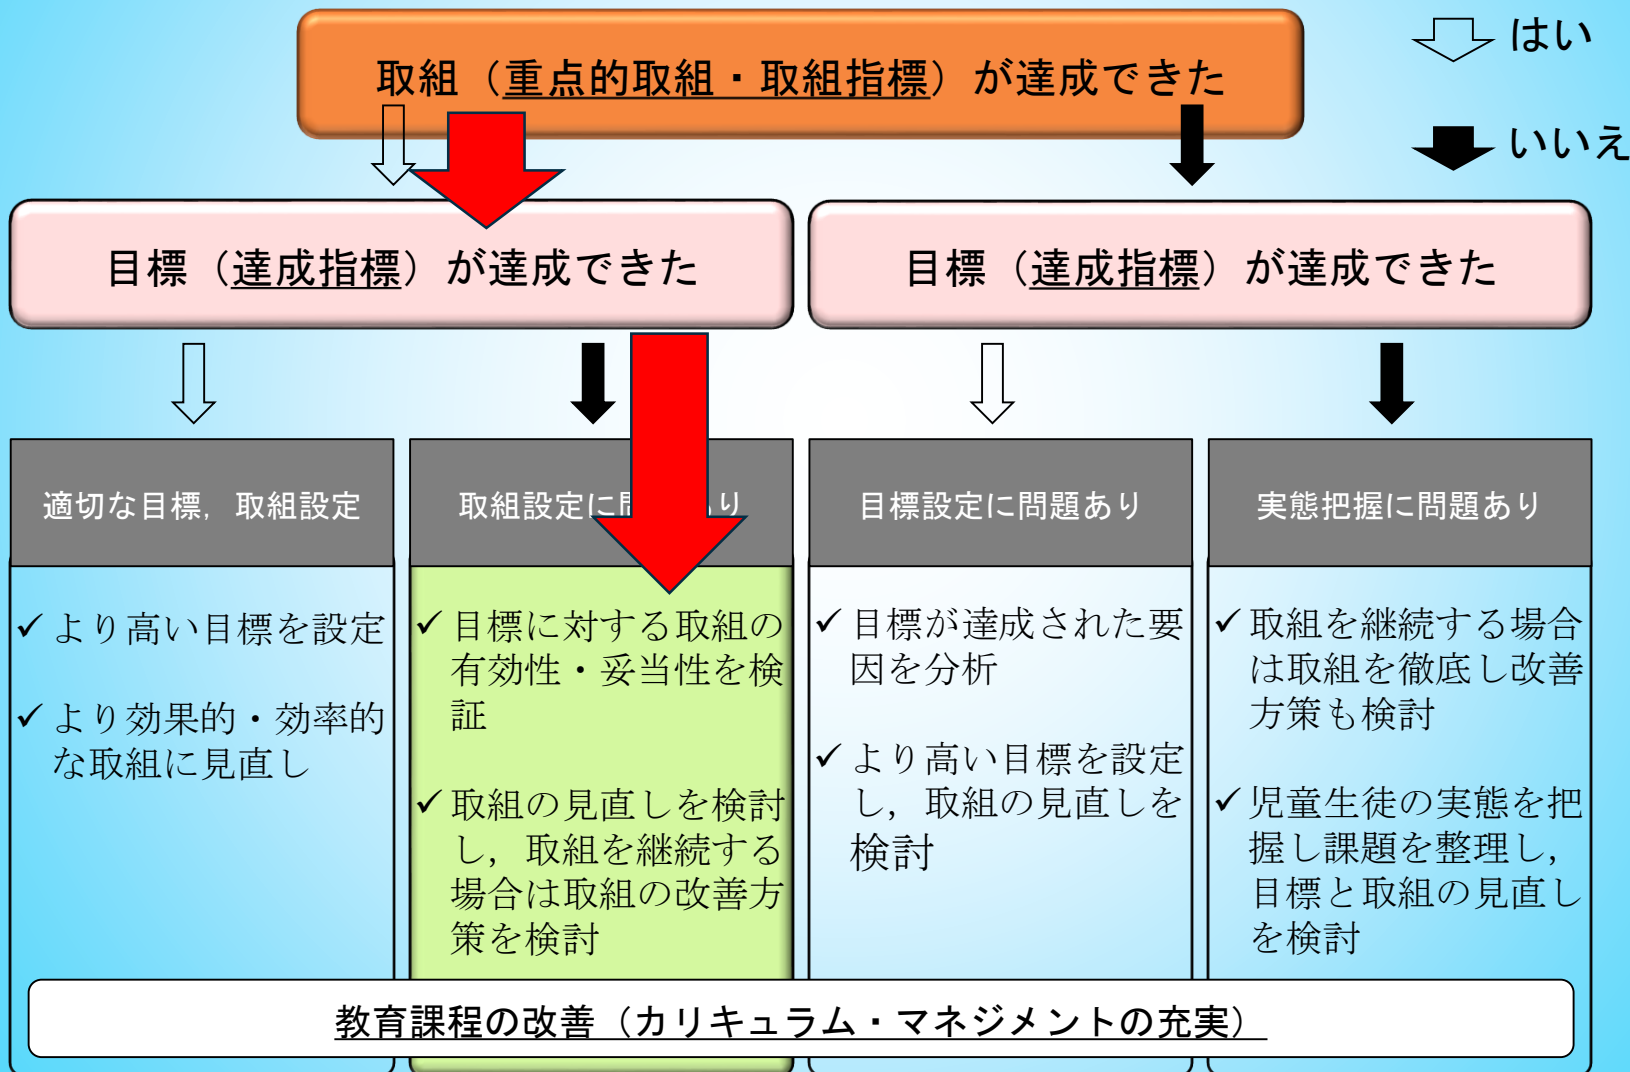 はい
取組（重点的取組・取組指標）が達成できた
いいえ
目標（達成指標）が達成できた
目標（達成指標）が達成できた
適切な目標，取組設定
取組設定に問　あり
目標設定に問題あり
実態把握に問題あり
✓より高い目標を設定
✓より効果的・効率的
な取組に見直し
✓目標に対する取組の
有効性・妥当性を検
証
✓取組の見直しを検討
し，取組を継続する
場合は取組の改善方
策を検討
✓目標が達成された要
因を分析
✓より高い目標を設定
し，取組の見直しを
検討
✓取組を継続する場合
は取組を徹底し改善
方策も検討
✓児童生徒の実態を把
握し課題を整理し，
目標と取組の見直し
を検討
教育課程の改善（カリキュラム・マネジメントの充実）